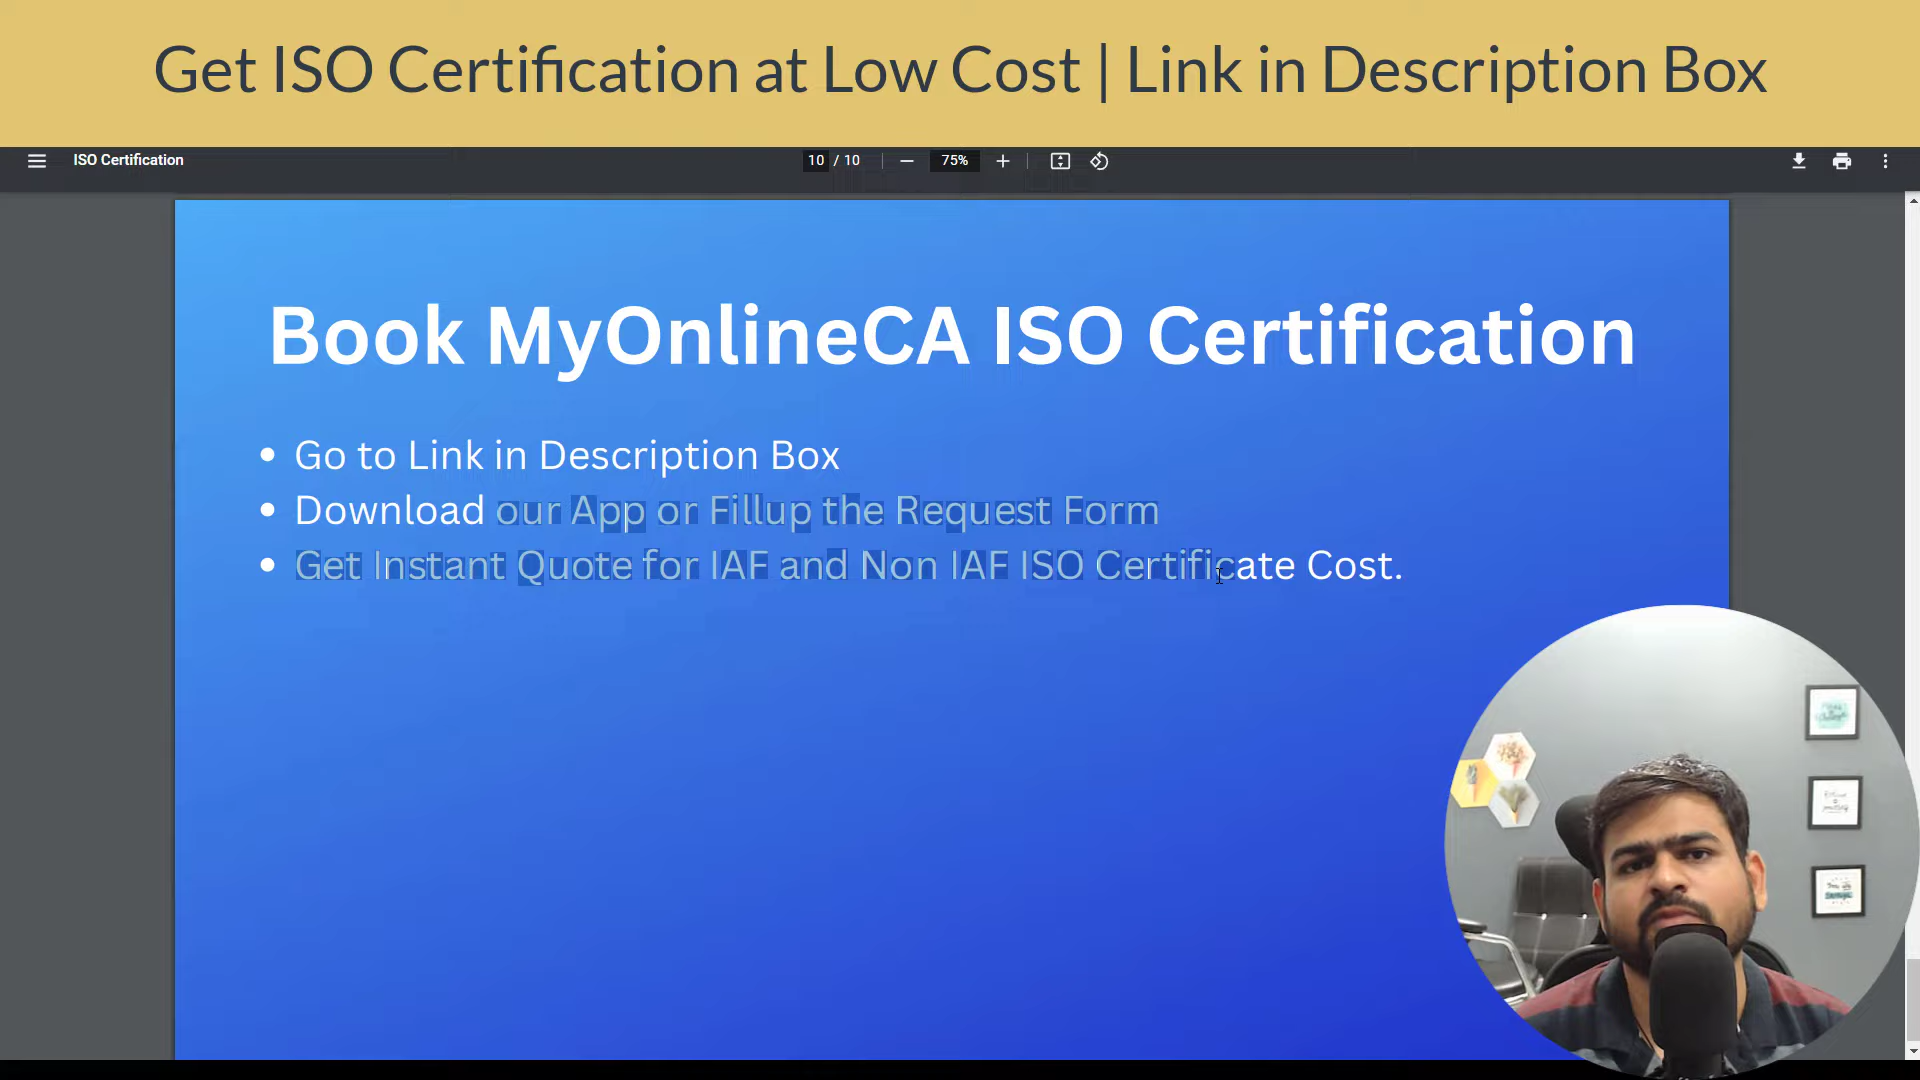 Get ISO Certification at Low Cost | Link in Description Box
ISO Certification
10 / 10
75%
Book MyOnlineCA ISO Certification
• Go to Link in Description Box
• Download our App or Fillup the Request Form
• Get Instant Quote for IAF and Non IAF ISO Certificate Cost.